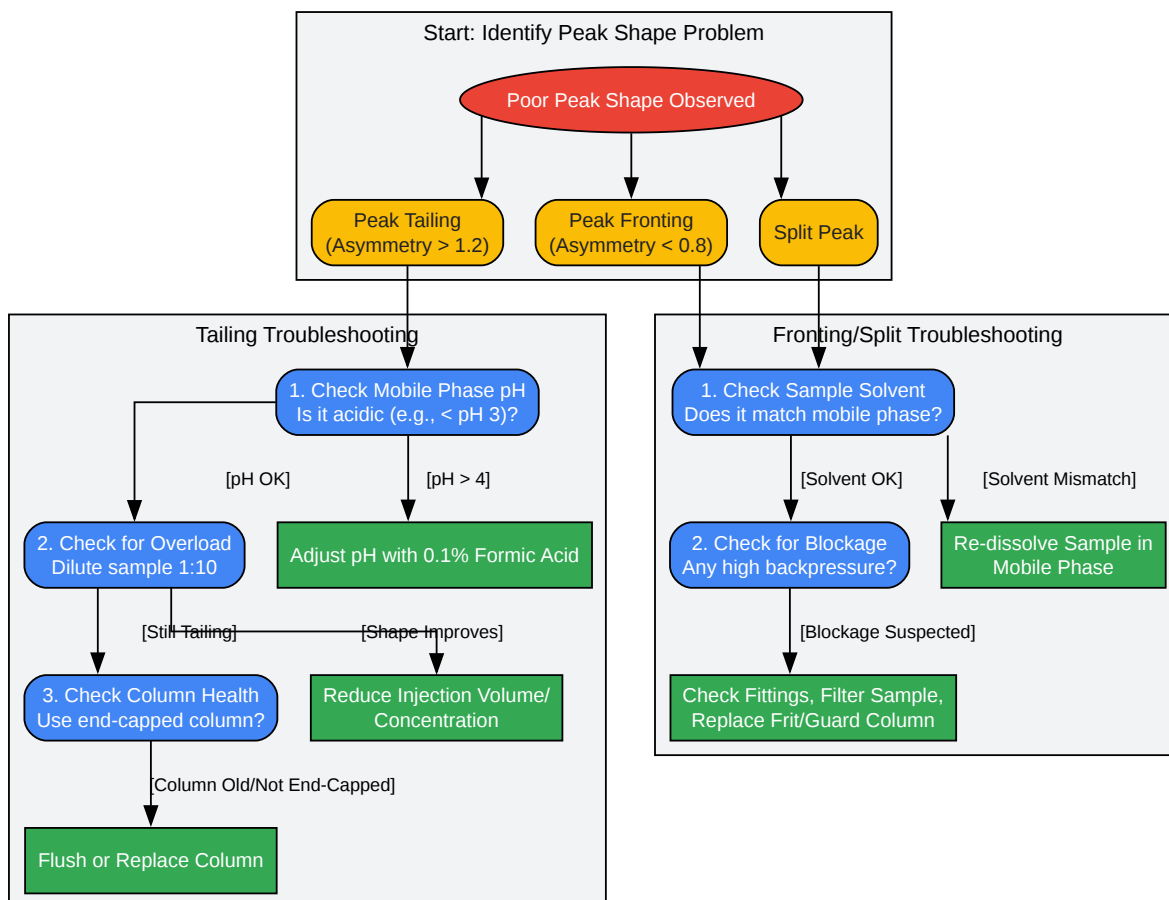 Start: Identify Peak Shape Problem
Poor Peak Shape Observed
Peak Tailing
(Asymmetry > 1.2)
Peak Fronting
(Asymmetry < 0.8)
Split Peak
Tailing Troubleshooting
1. Check Mobile Phase pH
Is it acidic (e.g., < pH 3)?
[pH OK]
[pH > 4]
2. Check for Overload
Dilute sample 1:10
Adjust pH with 0.1% Formic Acid
[Still Tailing]
[Shape Improves]
3. Check Column Health
Use end-capped column?
Reduce Injection Volume/
Concentration
[Column Old/Not End-Capped]
Flush or Replace Column
Fronting/Split Troubleshooting
1. Check Sample Solvent
Does it match mobile phase?
[Solvent OK]
[Solvent Mismatch]
2. Check for Blockage
Any high backpressure?
Re-dissolve Sample in
Mobile Phase
[Blockage Suspected]
Check Fittings, Filter Sample,
Replace Frit/Guard Column